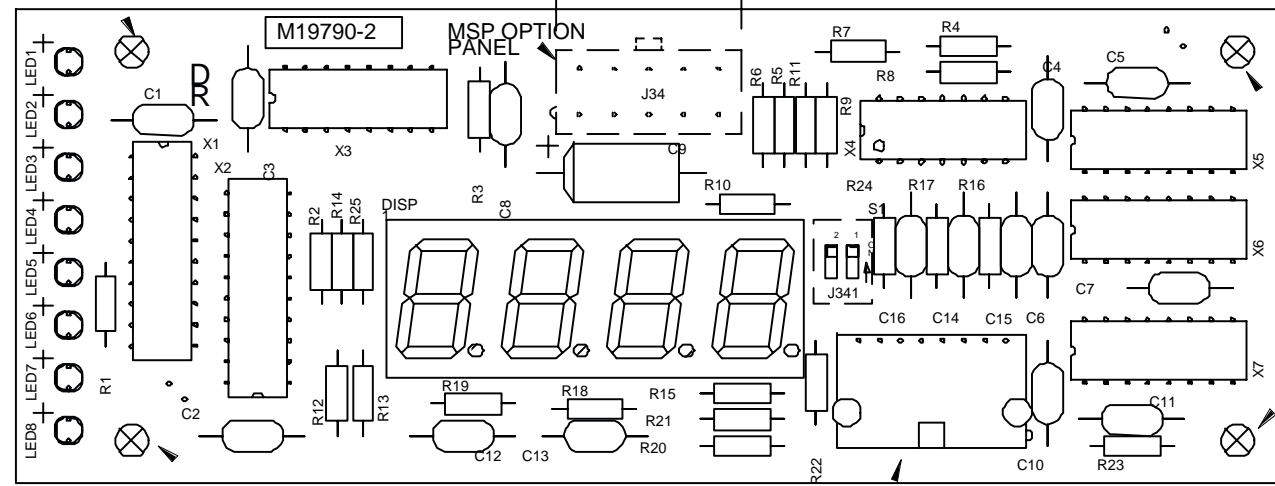 M19790-2
MSP OPTION
PANEL
R7
R4
LED1
R8
C4
C5
R6
R5
R11
D
R
J34
C1
R9
LED2
X1
X3
X4
C9
X5
LED3
X2
C3
R3
C8
R10
R24
R17
R16
LED4
R2
R14
R25
DISP
S1
2
1
X6
LED5
J341
C7
LED6
C16
C14
C15
C6
LED7
R1
R12
R13
R19
R18
R15
X7
C2
R21
C11
LED8
C12
C13
R20
R22
C10
R23